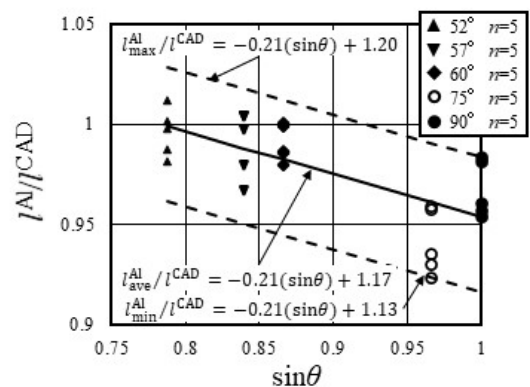 1.05
l^Al_max/l^CAD = −0.21(sinθ) + 1.20
52° n=5
57° n=5
60° n=5
75° n=5
90° n=5
1
l^Al/l^CAD
0.95
l^Al_ave/l^CAD = −0.21(sinθ) + 1.17
l^Al_min/l^CAD = −0.21(sinθ) + 1.13
0.9
0.75 0.8 0.85 0.9 0.95 1
sinθ